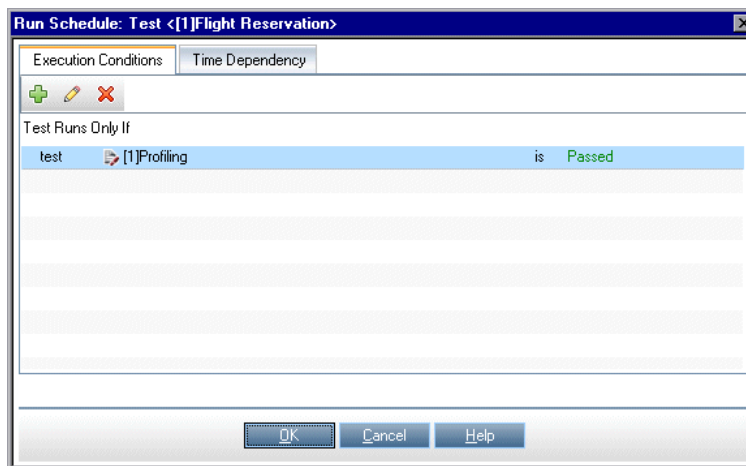 Run Schedule: Test <[1]Flight Reservation>
Execution Conditions Time Dependency
Test Runs Only If
test [1]Profiling is Passed
OK Cancel Help